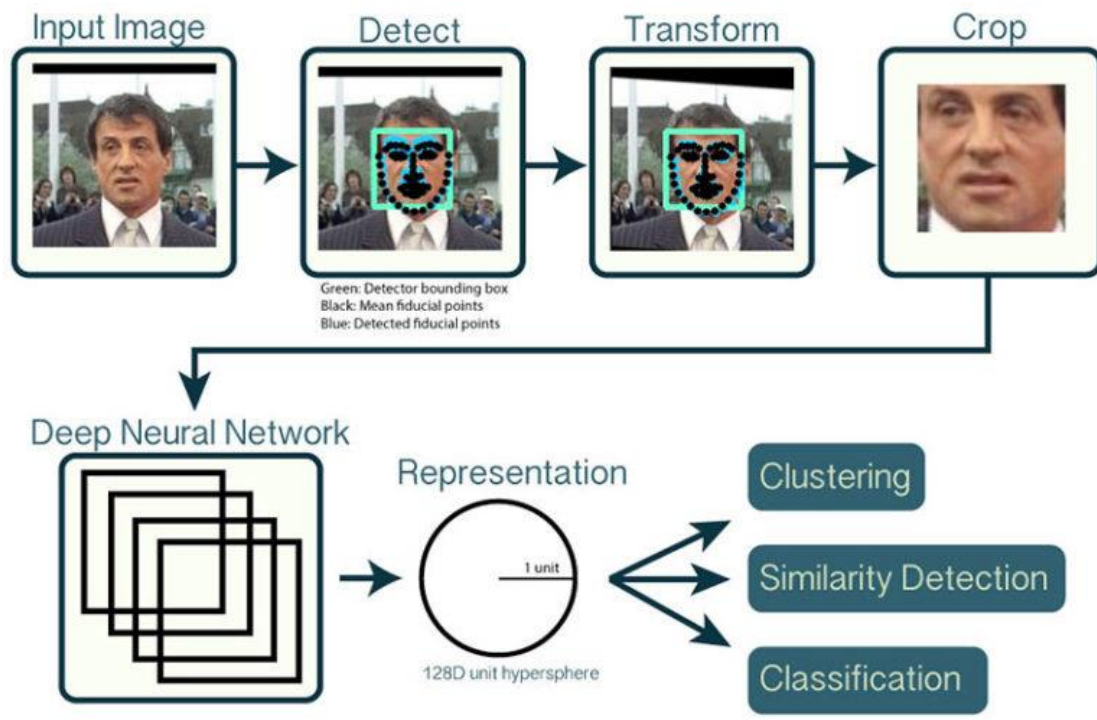 Input Image
Detect
Transform
Crop
Green: Detector bounding box
Black: Mean fiducial points
Blue: Detected fiducial points
Deep Neural Network
Representation
1 unit
128D unit hypersphere
Clustering
Similarity Detection
Classification